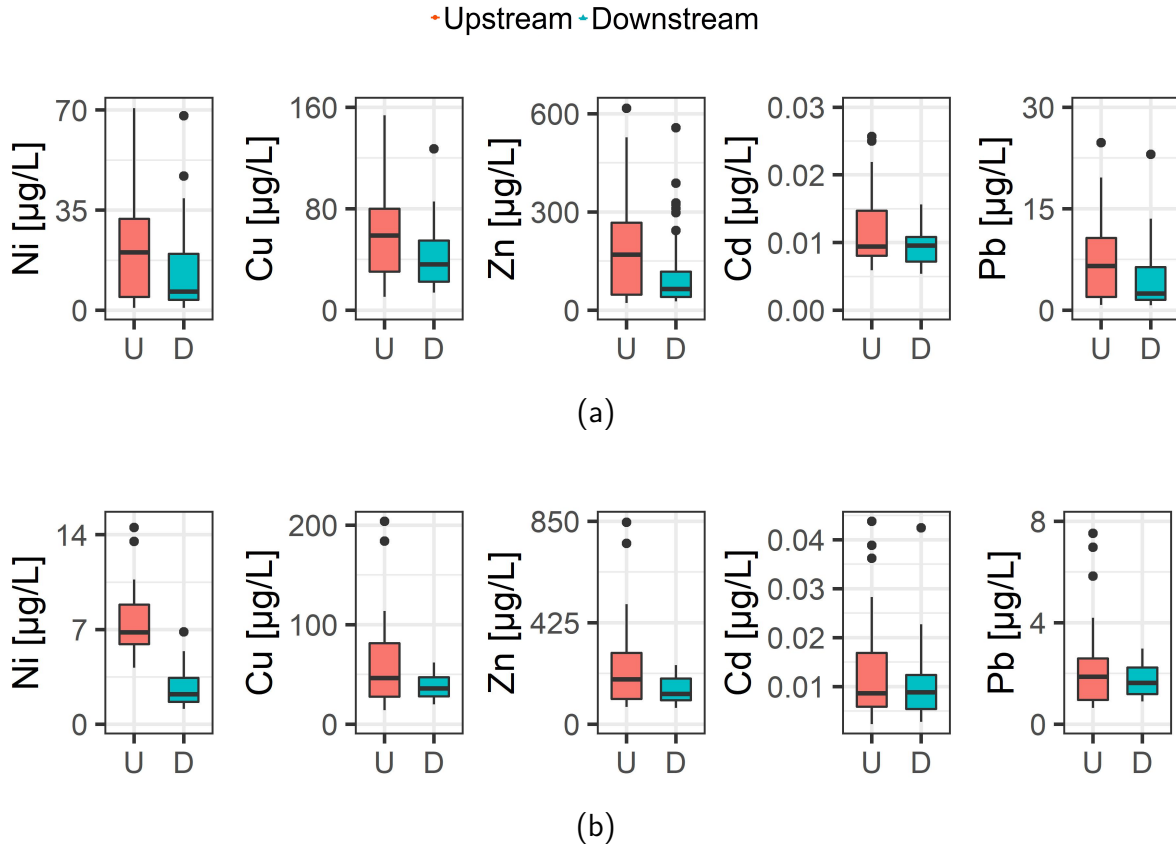 Upstream Downstream
Ni [µg/L] 70 35 0 U D
Cu [µg/L] 160 80 0 U D
Zn [µg/L] 600 300 0 U D
Cd [µg/L] 0.03 0.02 0.01 0.00 U D
Pb [µg/L] 30 15 0 U D
(a)
Ni [µg/L] 14 7 0 U D
Cu [µg/L] 200 100 0 U D
Zn [µg/L] 850 425 0 U D
Cd [µg/L] 0.04 0.03 0.02 0.01 U D
Pb [µg/L] 8 4 0 U D
(b)